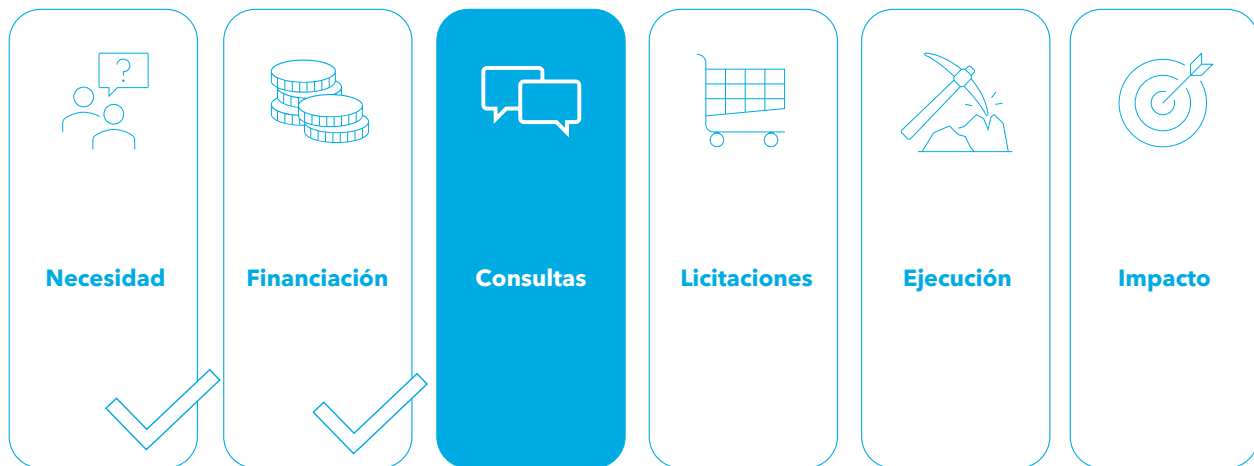 ?
Necesidad
Financiación
Consultas
Licitaciones
Ejecución
Impacto